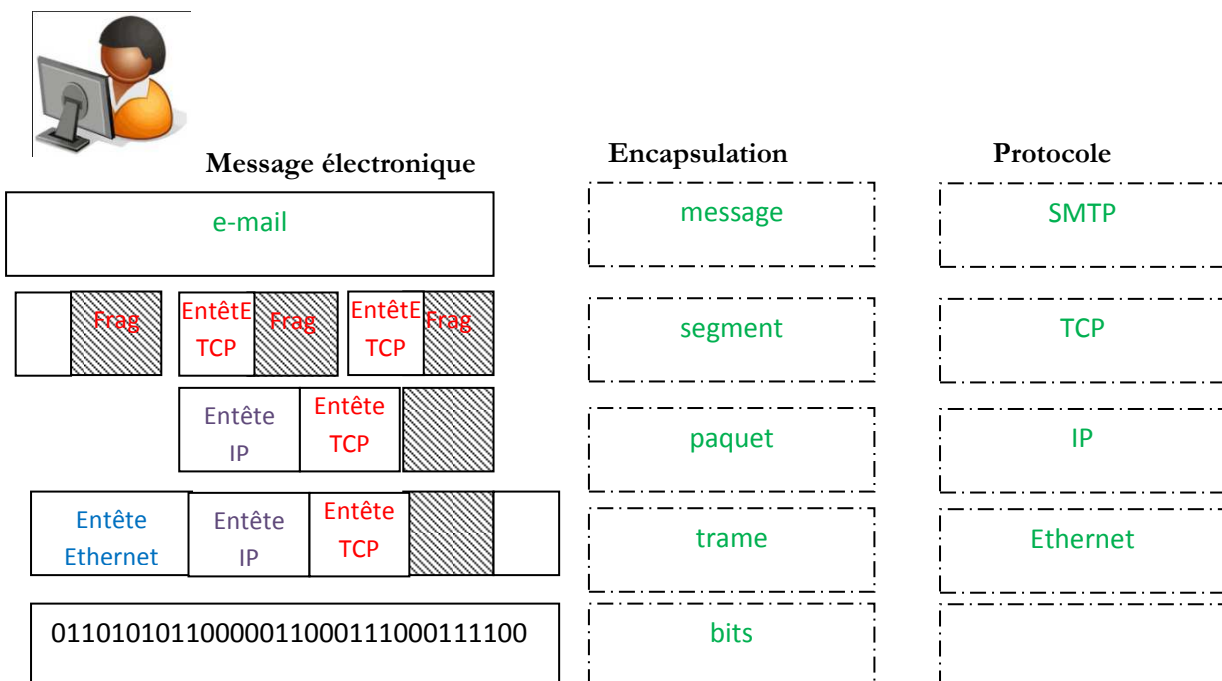 Message électronique
Encapsulation
Protocole
e-mail
message
SMTP
Frag
EntêtE
TCP
Frag
EntêtE
TCP
Frag
segment
TCP
Entête
IP
Entête
TCP
paquet
IP
Entête
Ethernet
Entête
IP
Entête
TCP
trame
Ethernet
01101010110000011000111000111100
bits